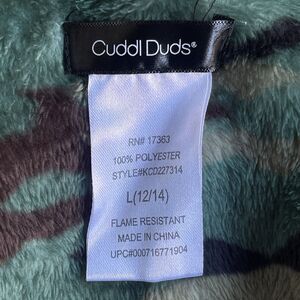 Cuddl Duds®
RN# 17363
100% POLYESTER
STYLE#KCD227314
L(12/14)
FLAME RESISTANT
MADE IN CHINA
UPC#000716771904